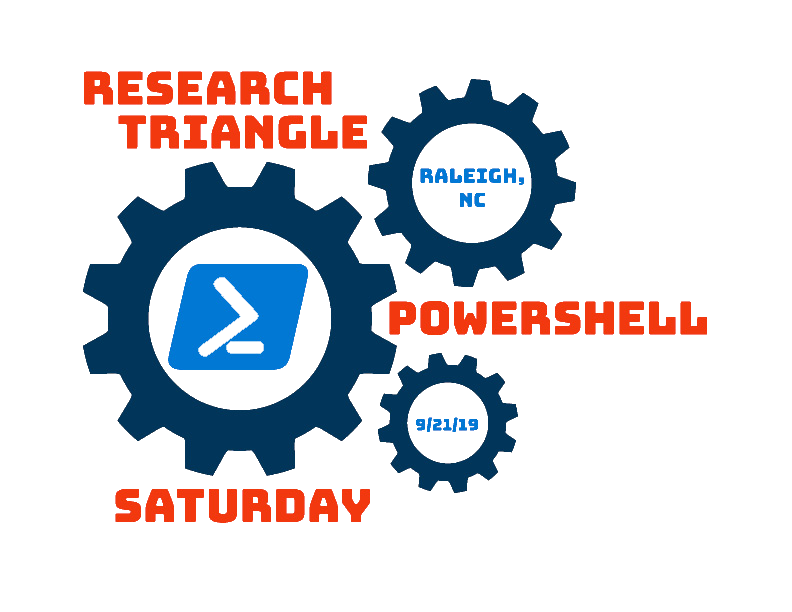 RESEARCH
TRIANGLE
RALEIGH,
NC
POWERSHELL
9/21/19
SATURDAY